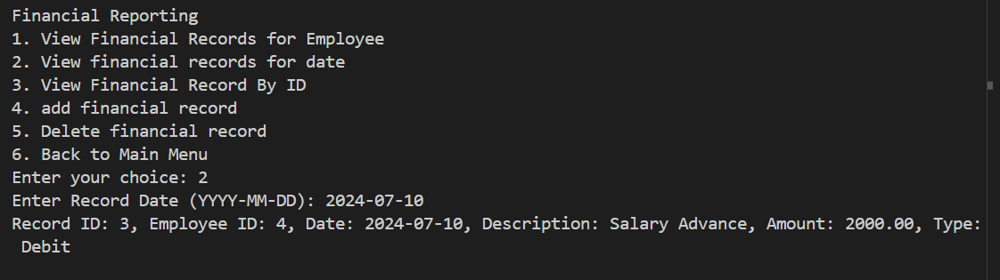 Financial Reporting
1. View Financial Records for Employee
2. View financial records for date
3. View Financial Record By ID
4. add financial record
5. Delete financial record
6. Back to Main Menu
Enter your choice: 2
Enter Record Date (YYYY-MM-DD): 2024-07-10
Record ID: 3, Employee ID: 4, Date: 2024-07-10, Description: Salary Advance, Amount: 2000.00, Type:
Debit